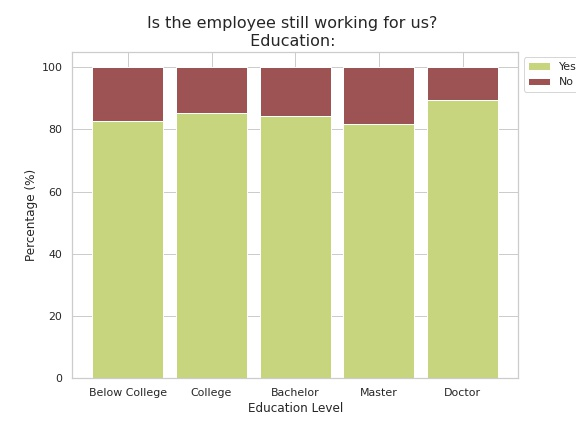 Is the employee still working for us?
Education:
Yes
No
100
80
60
40
20
0
Percentage (%)
Below College
College
Bachelor
Master
Doctor
Education Level